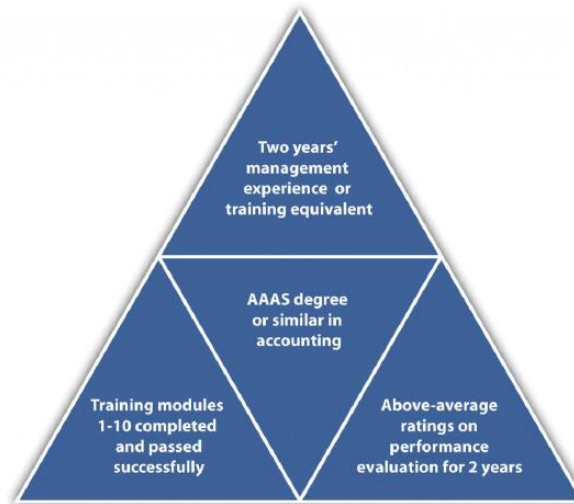 Two years'
management
experience or
training equivalent
AAAS degree
or similar in
accounting
Training modules
1-10 completed
and passed
successfully
Above-average
ratings on
performance
evaluation for 2 years